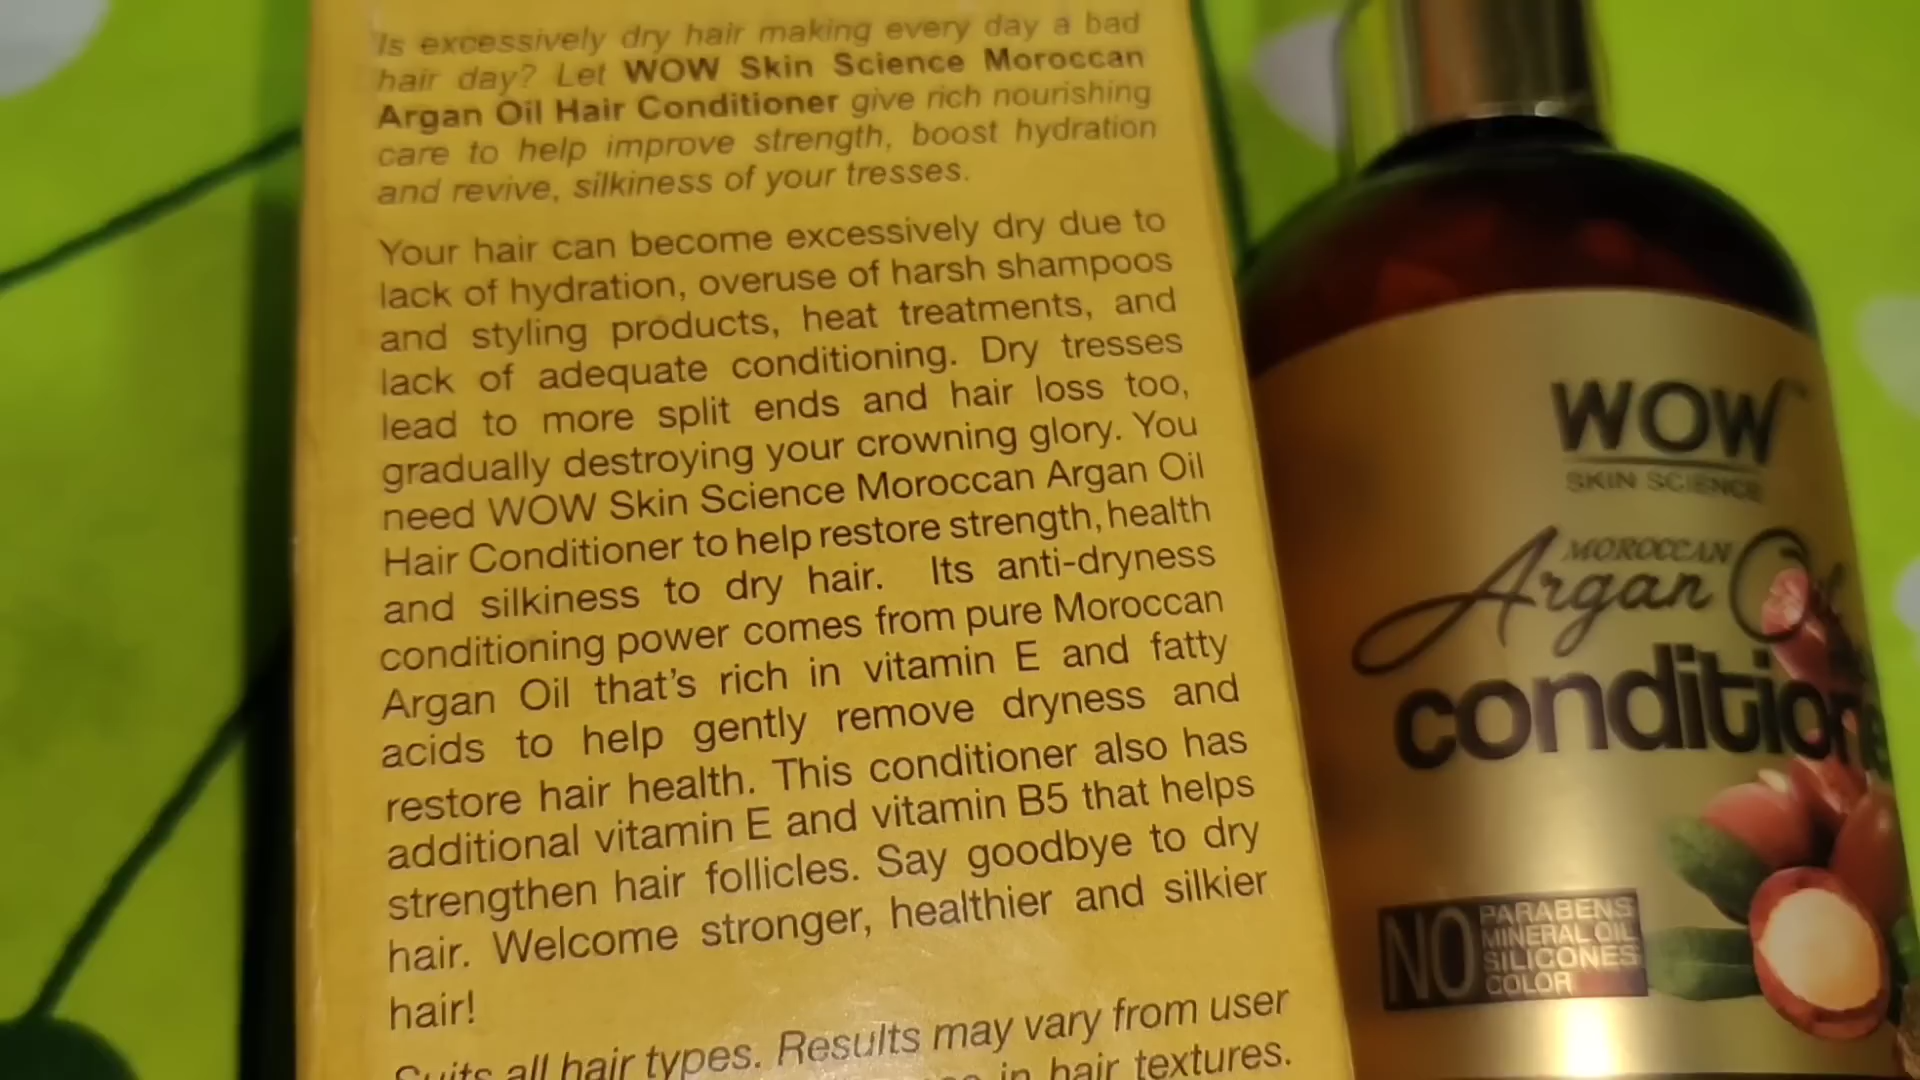 Is excessively dry hair making every day a bad
hair day? Let WOW Skin Science Moroccan
Argan Oil Hair Conditioner give rich nourishing
care to help improve strength, boost hydration
and revive, silkiness of your tresses.
Your hair can become excessively dry due to
lack of hydration, overuse of harsh shampoos
and styling products, heat treatments, and
lack of adequate conditioning. Dry tresses
lead to more split ends and hair loss too,
gradually destroying your crowning glory. You
need WOW Skin Science Moroccan Argan Oil
Hair Conditioner to help restore strength, health
and silkiness to dry hair. Its anti-dryness
conditioning power comes from pure Moroccan
Argan Oil that's rich in vitamin E and fatty
acids to help gently remove dryness and
restore hair health. This conditioner also has
additional vitamin E and vitamin B5 that helps
strengthen hair follicles. Say goodbye to dry
hair. Welcome stronger, healthier and silkier
hair!
Suits all hair types. Results may vary from user
in hair textures.
WOW
SKIN SCIENCE
MOROCCAN
Argan Oil
conditione
NO PARABENS
MINERAL OIL
SILICONES
COLOR